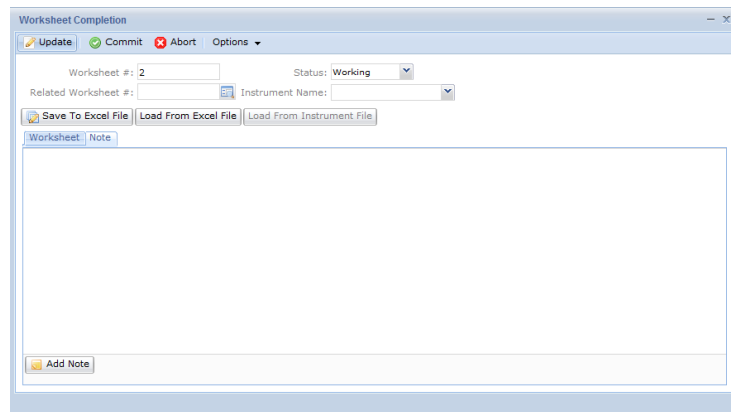 Worksheet Completion
Update Commit Abort Options
Worksheet #: 2 Status: Working
Related Worksheet #: Instrument Name:
Save To Excel File Load From Excel File Load From Instrument File
Worksheet Note
Add Note